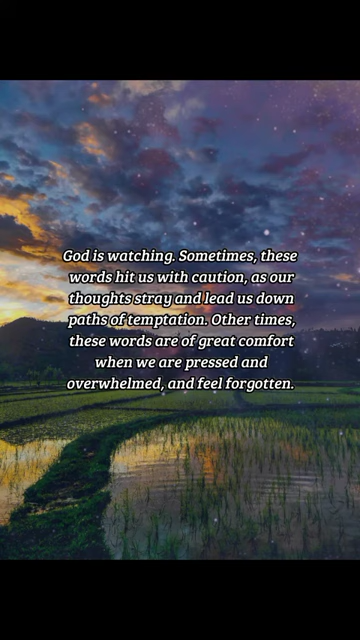 God is watching. Sometimes, these
words hit us with caution, as our
thoughts stray and lead us down
paths of temptation. Other times,
these words are of great comfort
when we are pressed and
overwhelmed, and feel forgotten.